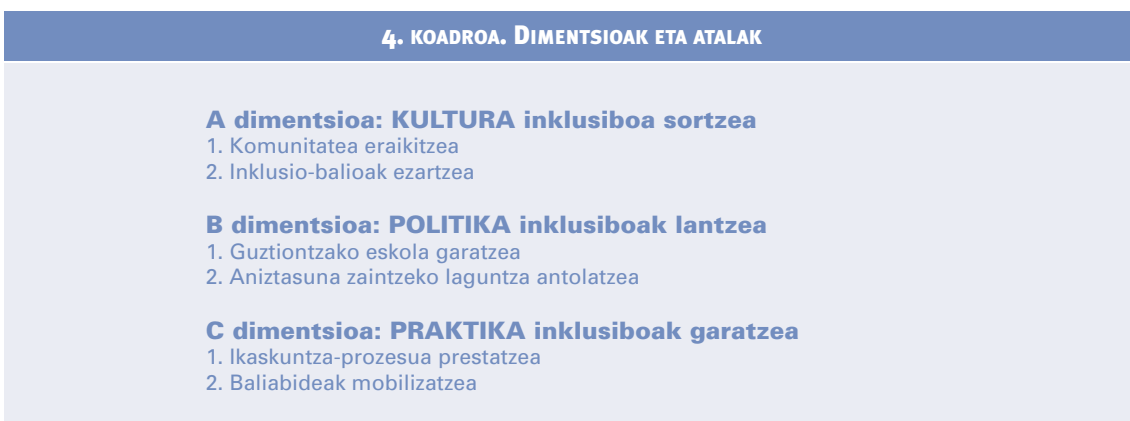 4. KOADROA. DIMENTSIOAK ETA ATALAK
A dimentsioa: KULTURA inklusiboa sortzea
1. Komunitatea eraikitzea
2. Inklusio-balioak ezartzea
B dimentsioa: POLITIKA inklusiboak lantzea
1. Guztiontzako eskola garatzea
2. Aniztasuna zaintzeko laguntza antolatzea
C dimentsioa: PRAKTIKA inklusiboak garatzea
1. Ikaskuntza-prozesua prestatzea
2. Baliabideak mobilizatzea